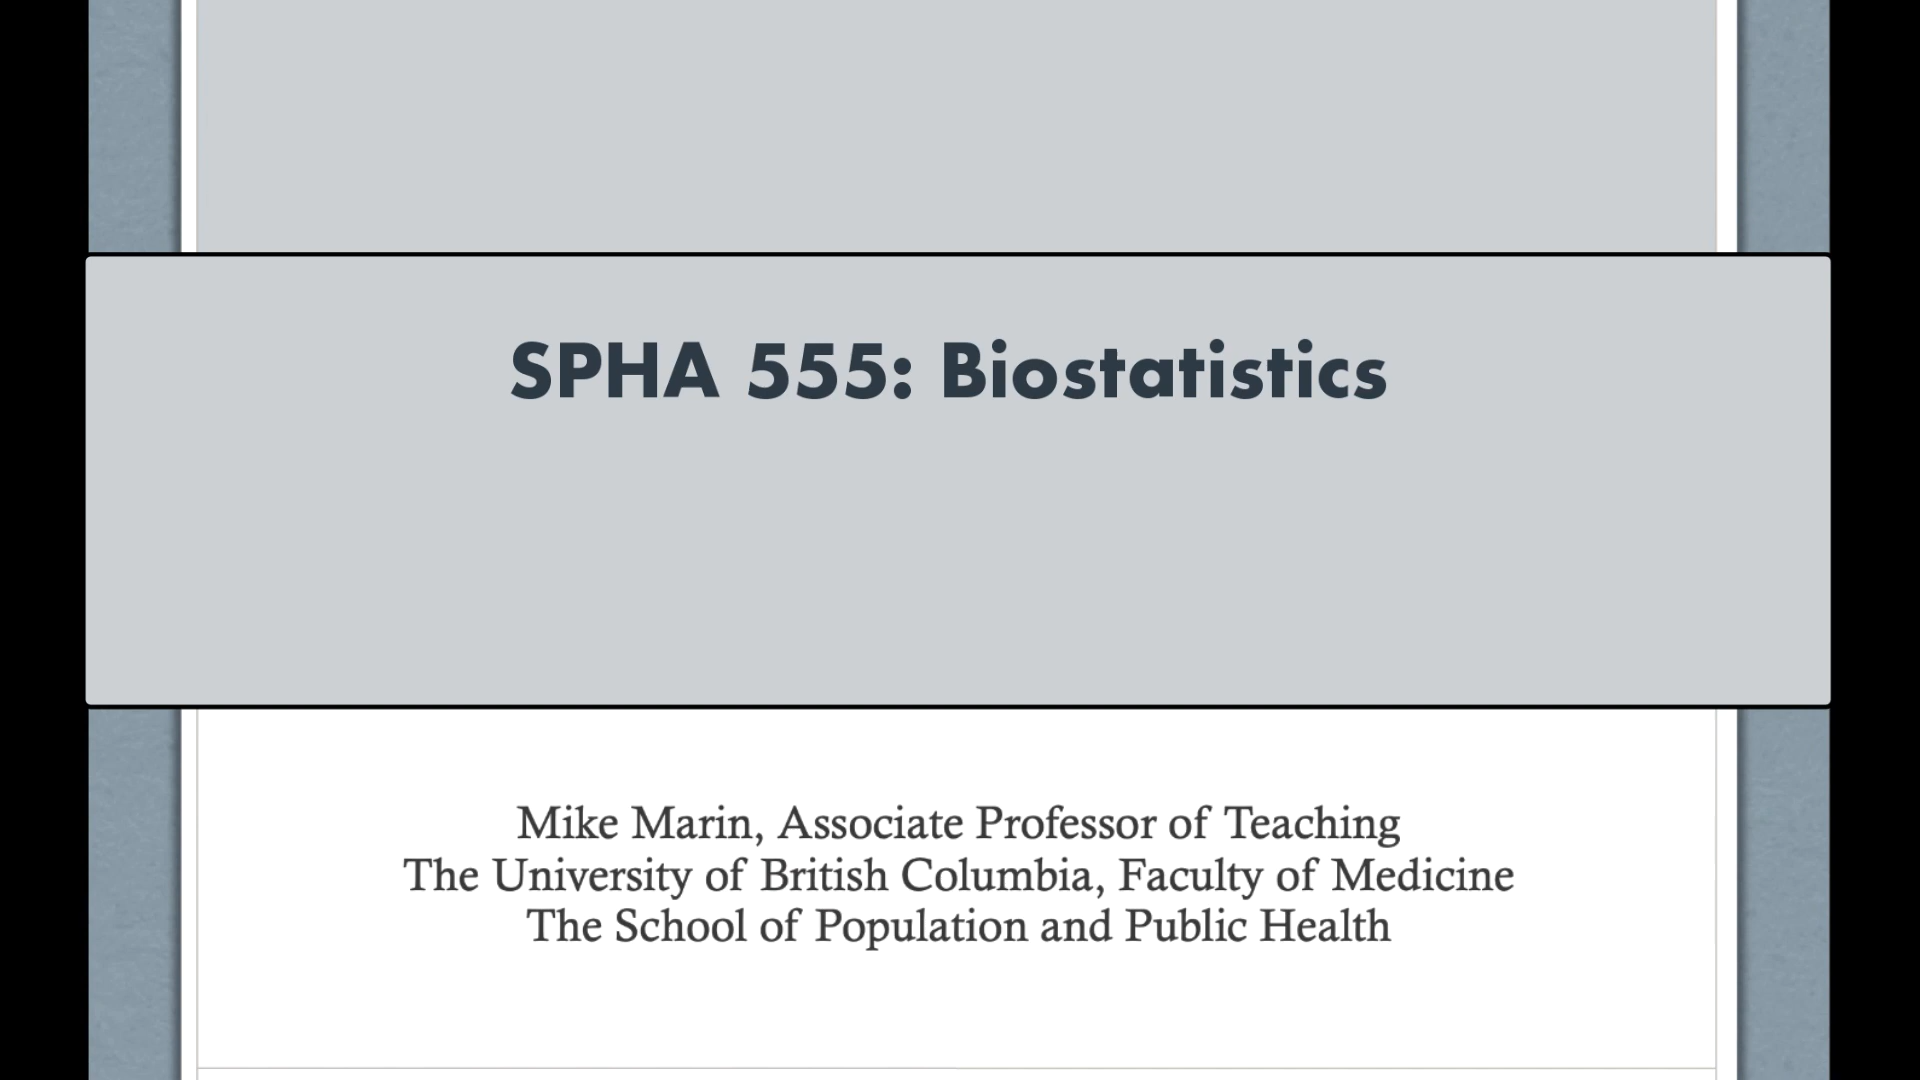 SPHA 555: Biostatistics
Mike Marin, Associate Professor of Teaching
The University of British Columbia, Faculty of Medicine
The School of Population and Public Health